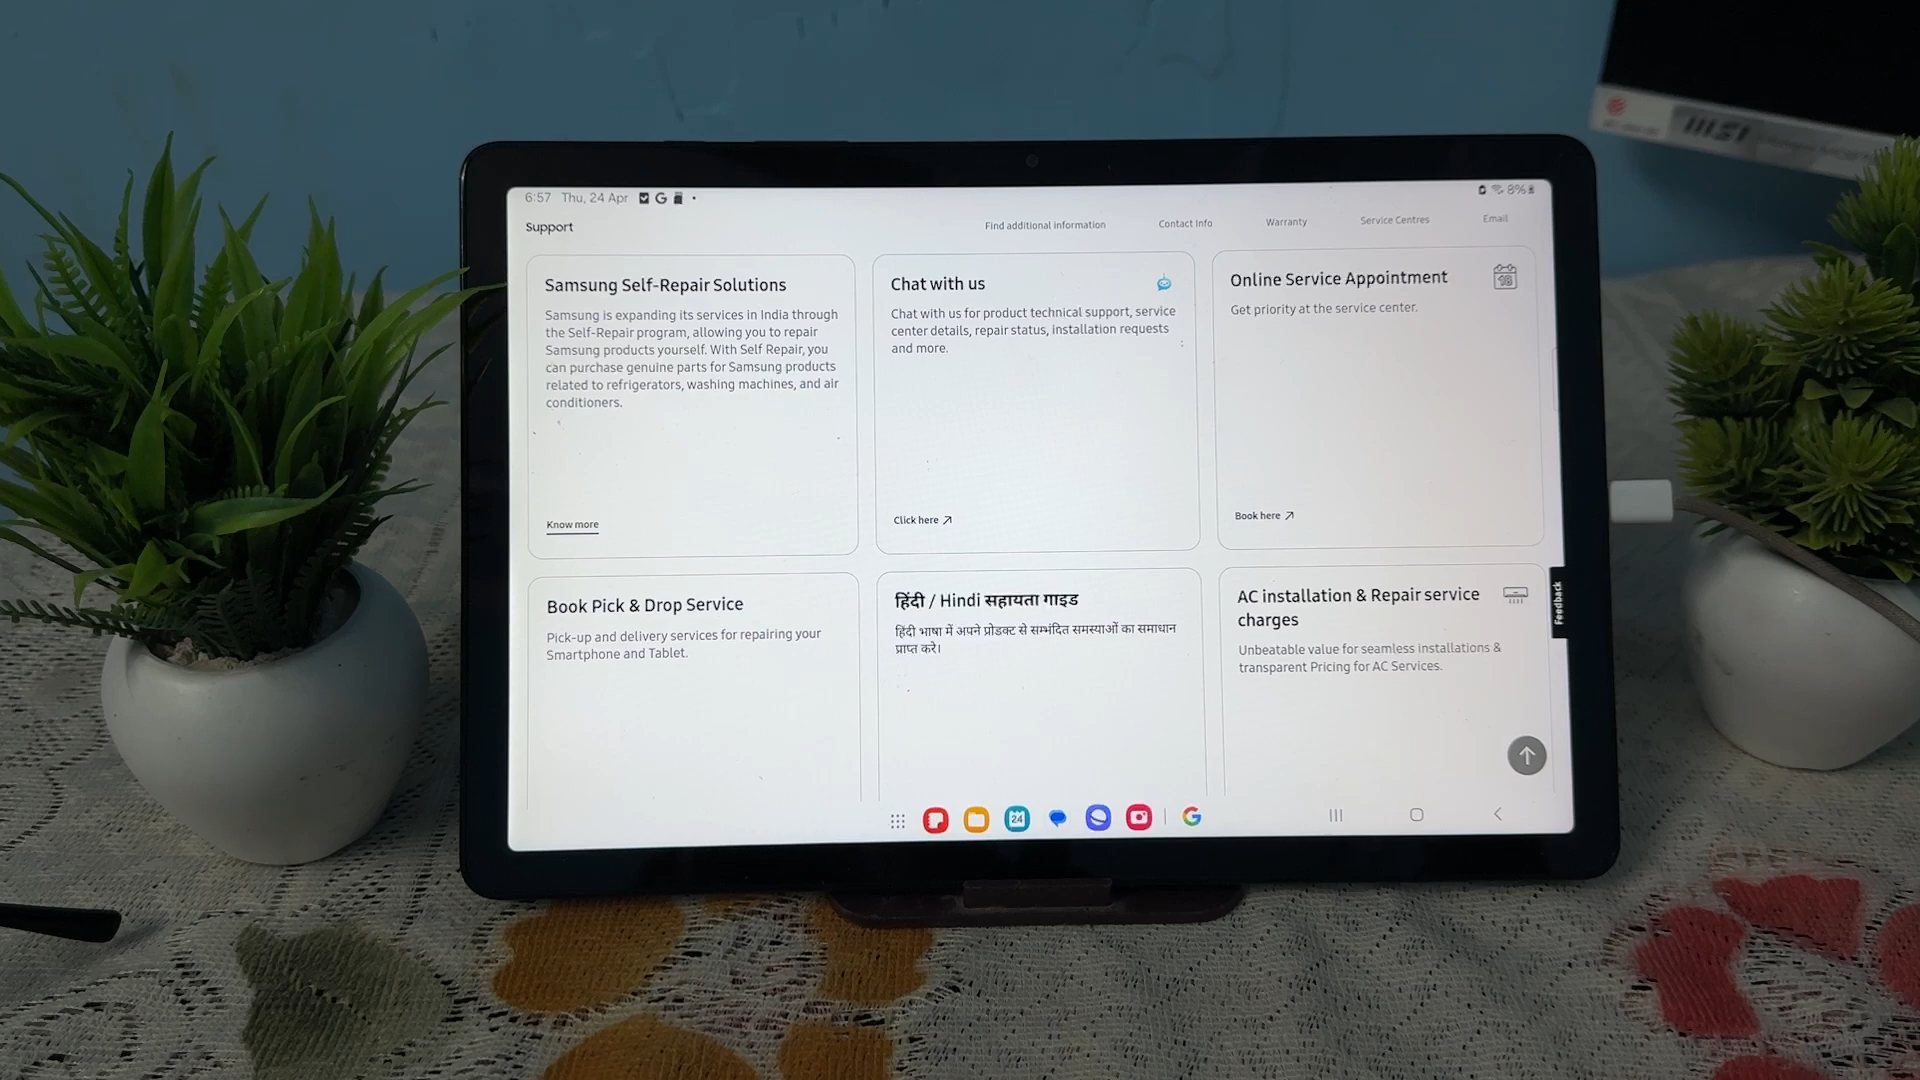 msi
6:57 Thu, 24 Apr
8%
Support
Find additional information
Contact Info
Warranty
Service Centres
Email
Samsung Self-Repair Solutions
Samsung is expanding its services in India through
the Self-Repair program, allowing you to repair
Samsung products yourself. With Self Repair, you
can purchase genuine parts for Samsung products
related to refrigerators, washing machines, and air
conditioners.
Know more
Chat with us
Chat with us for product technical support, service
center details, repair status, installation requests
and more.
Click here
Online Service Appointment
Get priority at the service center.
Book here
Book Pick & Drop Service
Pick-up and delivery services for repairing your
Smartphone and Tablet.
हिंदी / Hindi सहायता गाइड
हिंदी भाषा में अपने प्रोडक्ट से सम्भंदित समस्याओं का समाधान
प्राप्त करे।
AC installation & Repair service
charges
Unbeatable value for seamless installations &
transparent Pricing for AC Services.
Feedback
24